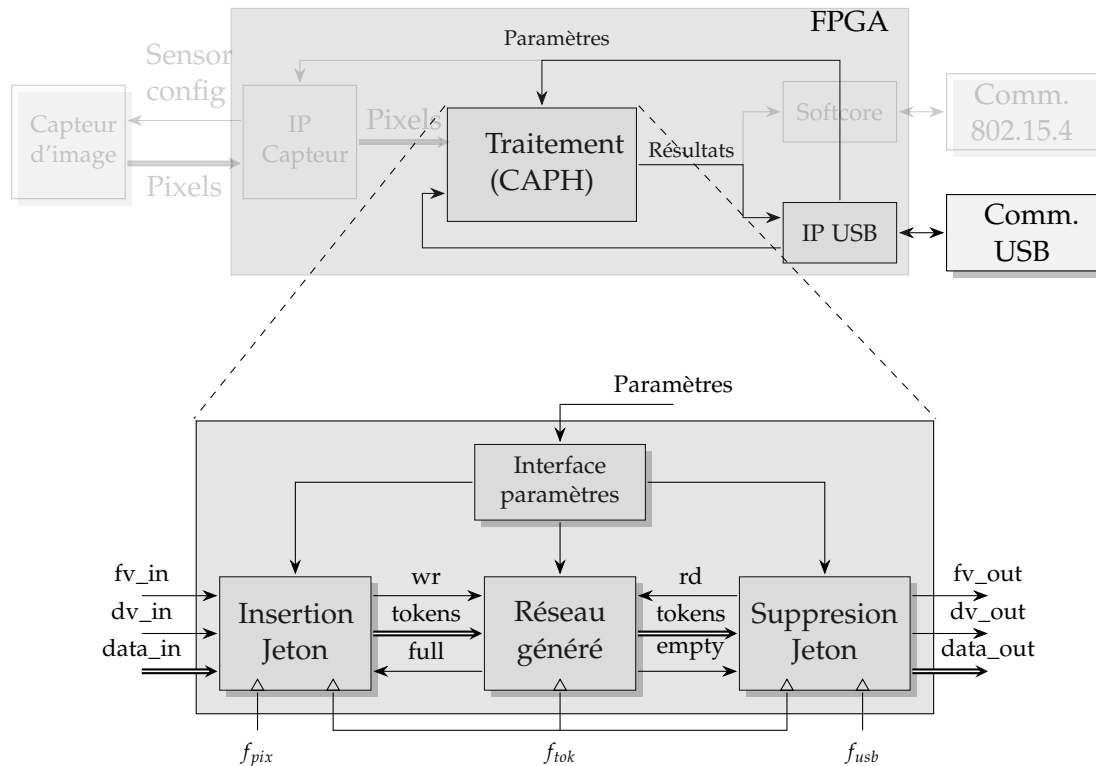 FPGA
Paramètres
Sensor
config
Capteur
d'image
IP
Capteur
Pixels
Pixels
Traitement
(CAPH)
Résultats
Softcore
Comm.
802.15.4
IP USB
Comm.
USB
Paramètres
Interface
paramètres
fv_in
dv_in
data_in
Insertion
Jeton
wr
tokens
full
Réseau
généré
rd
tokens
empty
Suppresion
Jeton
fv_out
dv_out
data_out
f_pix
f_tok
f_usb